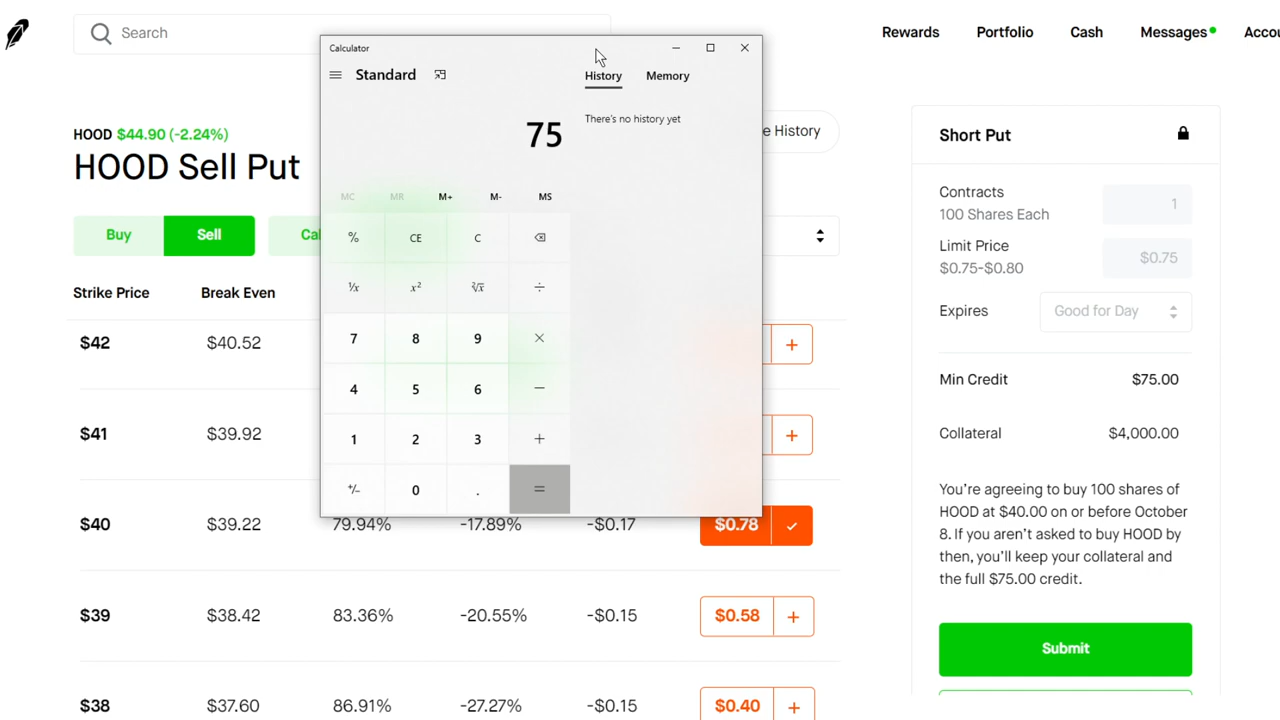 Search
Rewards
Portfolio
Cash
Messages
Accou
Calculator
Standard
History
Memory
There's no history yet
75
MC
MR
M+
M-
MS
%
CE
C
⌫
¹/x
x²
²√x
÷
7
8
9
×
4
5
6
−
1
2
3
+
+/−
0
.
=
HOOD $44.90 (-2.24%)
HOOD Sell Put
e History
Buy
Sell
Cal
Strike Price
Break Even
$42
$40.52
+
$41
$39.92
+
$40
$39.22
79.94%
-17.89%
-$0.17
$0.78
✓
$39
$38.42
83.36%
-20.55%
-$0.15
$0.58
+
$38
$37.60
86.91%
-27.27%
-$0.15
$0.40
+
Short Put
Contracts
100 Shares Each
1
Limit Price
$0.75-$0.80
$0.75
Expires
Good for Day
Min Credit
$75.00
Collateral
$4,000.00
You're agreeing to buy 100 shares of
HOOD at $40.00 on or before October
8. If you aren't asked to buy HOOD by
then, you'll keep your collateral and
the full $75.00 credit.
Submit